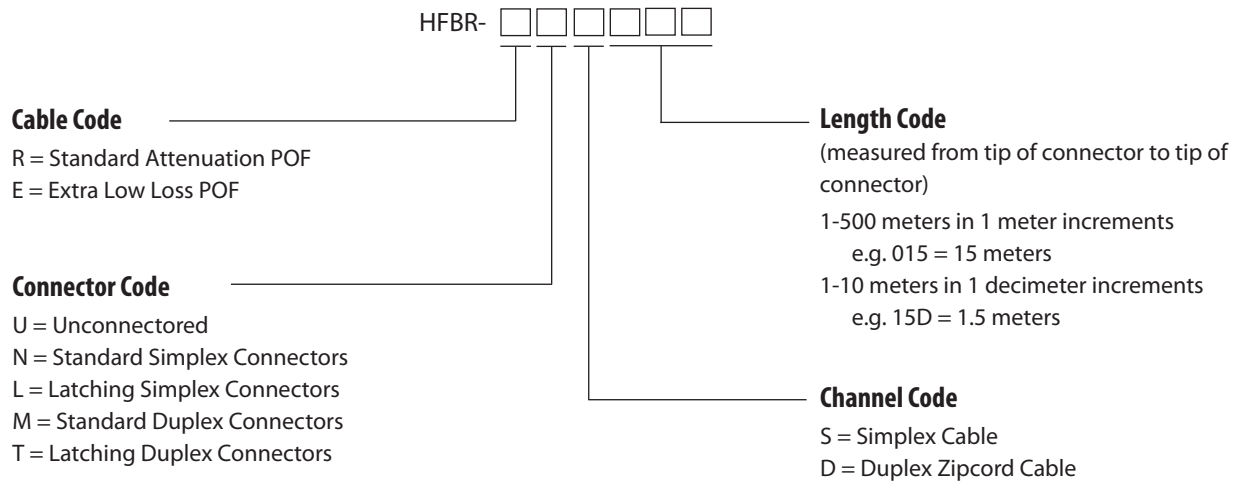 HFBR-
Cable Code
R = Standard Attenuation POF
E = Extra Low Loss POF
Connector Code
U = Unconnectored
N = Standard Simplex Connectors
L = Latching Simplex Connectors
M = Standard Duplex Connectors
T = Latching Duplex Connectors
Length Code
(measured from tip of connector to tip of
connector)
1-500 meters in 1 meter increments
e.g. 015 = 15 meters
1-10 meters in 1 decimeter increments
e.g. 15D = 1.5 meters
Channel Code
S = Simplex Cable
D = Duplex Zipcord Cable